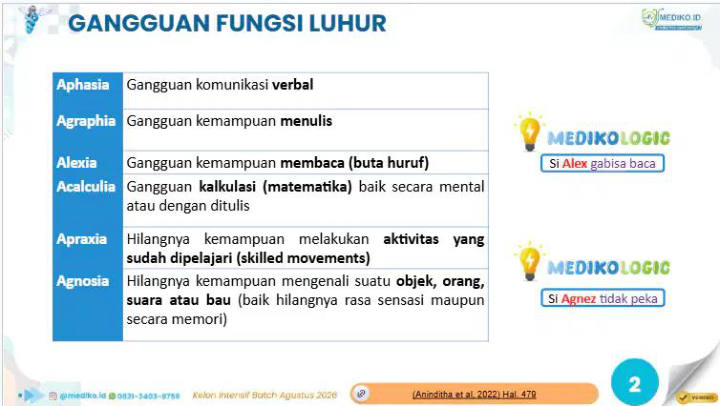 GANGGUAN FUNGSI LUHUR
MEDIKO.ID
Aphasia Gangguan komunikasi verbal
Agraphia Gangguan kemampuan menulis
Alexia Gangguan kemampuan membaca (buta huruf)
Acalculia Gangguan kalkulasi (matematika) baik secara mental
atau dengan ditulis
Apraxia Hilangnya kemampuan melakukan aktivitas yang
sudah dipelajari (skilled movements)
Agnosia Hilangnya kemampuan mengenali suatu objek, orang,
suara atau bau (baik hilangnya rasa sensasi maupun
secara memori)
MEDIKOLOGIC
Si Alex gabisa baca
MEDIKOLOGIC
Si Agnez tidak peka
@mediko.id 0831-3403-8758 Kelon Intensif Batch Agustus 2026 (Aninditha et al, 2022) Hal. 479
2